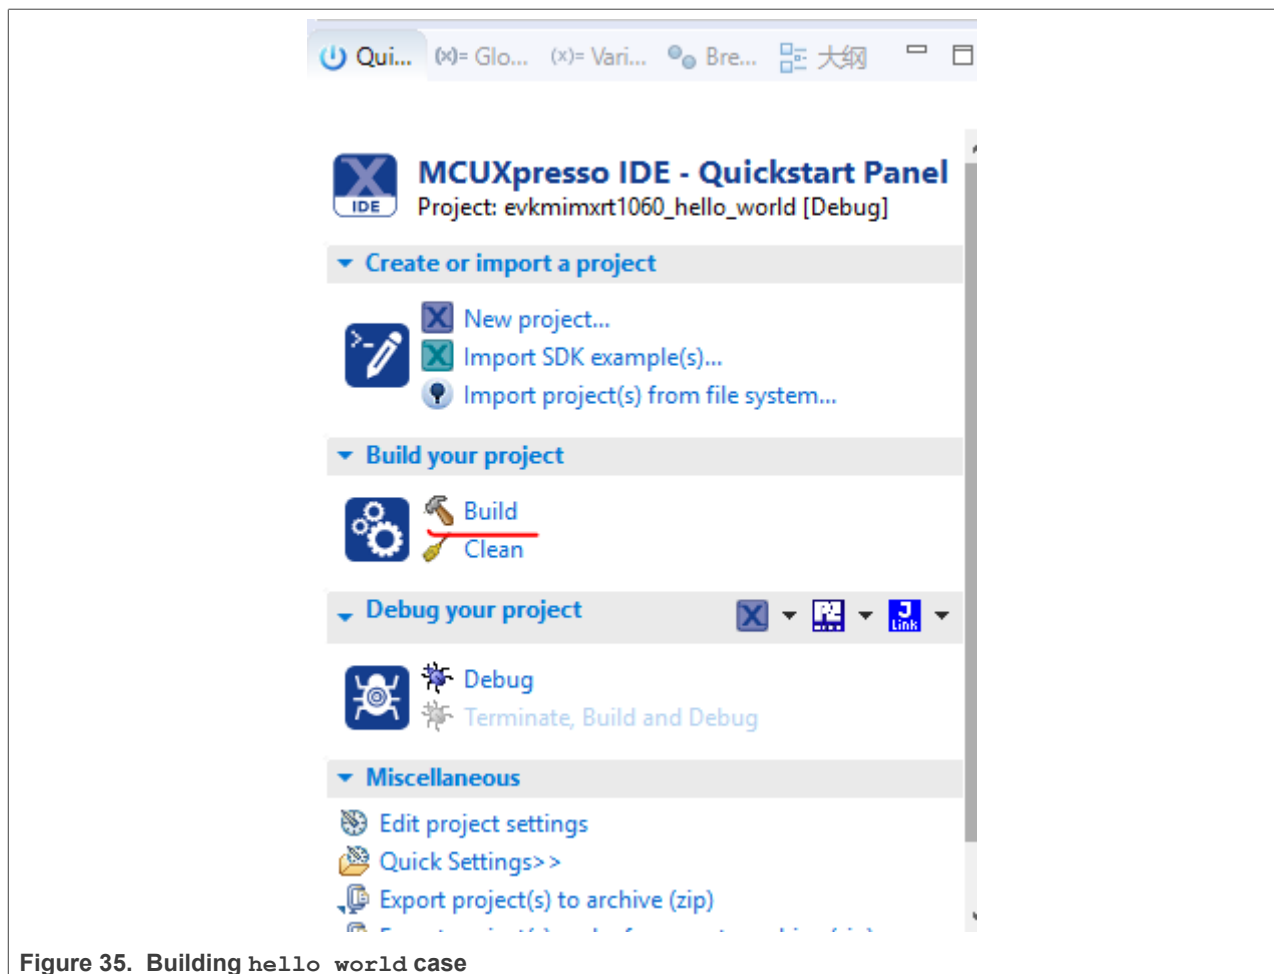 Qui... (x)= Glo... (x)= Vari... Bre... 大纲
MCUXpresso IDE - Quickstart Panel
IDE
Project: evkmimxrt1060_hello_world [Debug]
Create or import a project
New project...
Import SDK example(s)...
Import project(s) from file system...
Build your project
Build
Clean
Debug your project
J
Link
Debug
Terminate, Build and Debug
Miscellaneous
Edit project settings
Quick Settings>>
Export project(s) to archive (zip)
Figure 35. Building hello world case